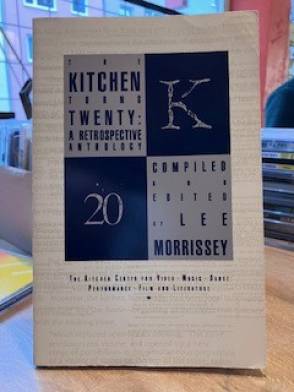 THE
KITCHEN
TURNS
TWENTY:
A RETROSPECTIVE
ANTHOLOGY
K
20
COMPILED
AND
EDITED
BY LEE
MORRISSEY
THE KITCHEN CENTER FOR VIDEO · MUSIC · DANCE
PERFORMANCE · FILM AND LITERATURE